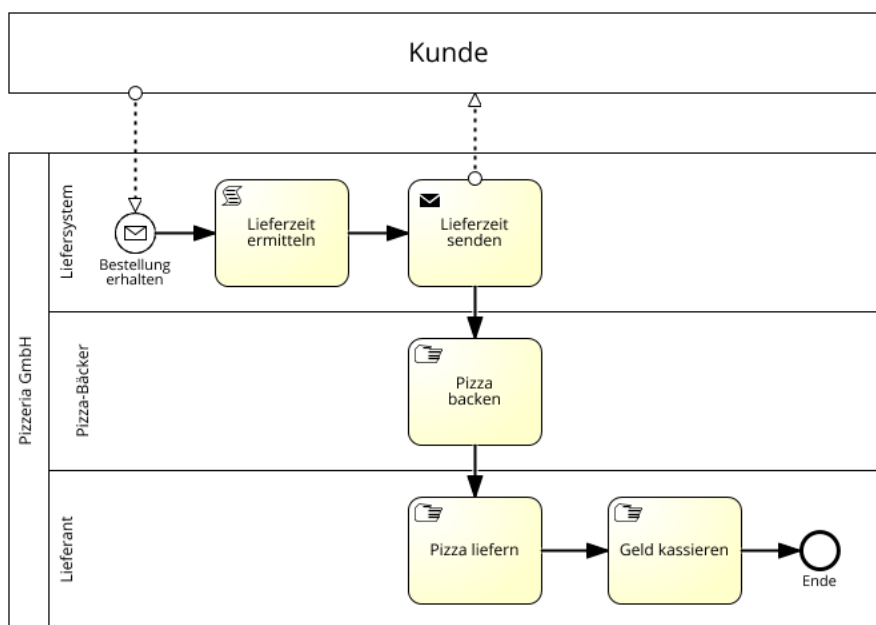 Kunde
Pizzeria GmbH
Liefersystem
Bestellung
erhalten
Lieferzeit
ermitteln
Lieferzeit
senden
Pizza-Bäcker
Pizza
backen
Lieferant
Pizza liefern
Geld kassieren
Ende